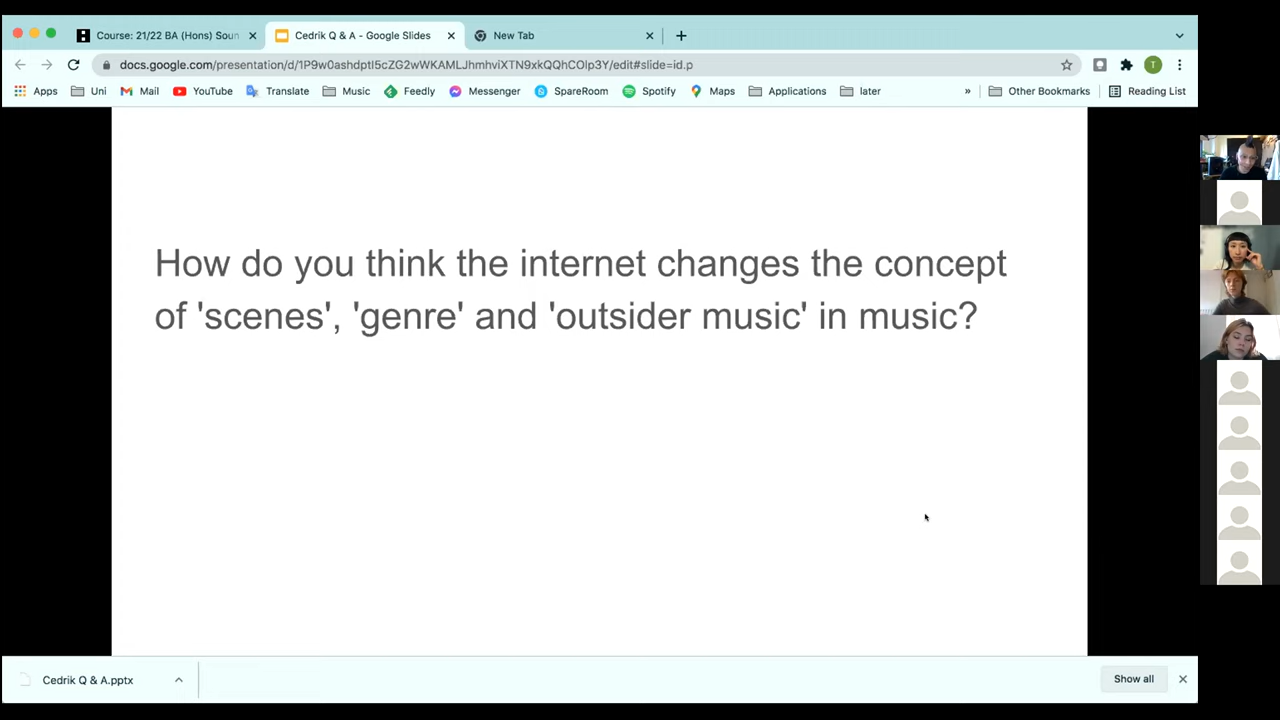 Course: 21/22 BA (Hons) Soun
Cedrik Q & A - Google Slides
New Tab
docs.google.com/presentation/d/1P9w0ashdptI5cZG2wWKAMLJhmhviXTN9xkQQhCOlp3Y/edit#slide=id.p
T
Apps Uni Mail YouTube Translate Music Feedly Messenger SpareRoom Spotify Maps Applications later » Other Bookmarks Reading List
How do you think the internet changes the concept
of 'scenes', 'genre' and 'outsider music' in music?
Cedrik Q & A.pptx
Show all